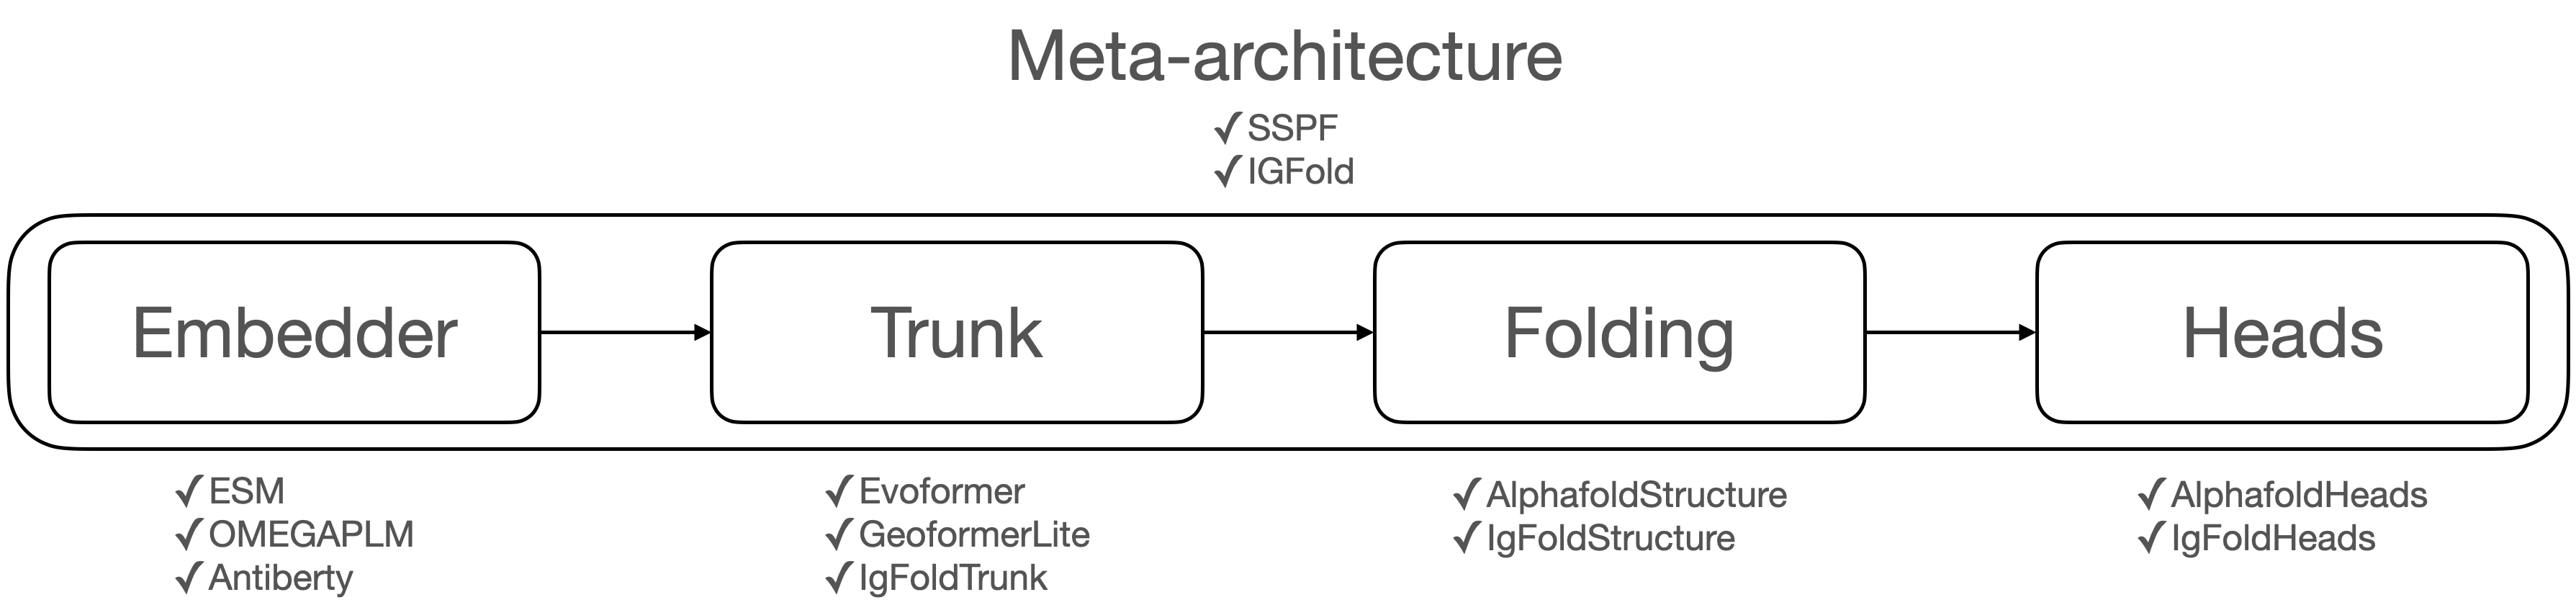 Meta-architecture
✓SSPF
✓IGFold
Embedder
Trunk
Folding
Heads
✓ESM
✓OMEGAPLM
✓Antiberty
✓Evoformer
✓GeoformerLite
✓IgFoldTrunk
✓AlphafoldStructure
✓IgFoldStructure
✓AlphafoldHeads
✓IgFoldHeads